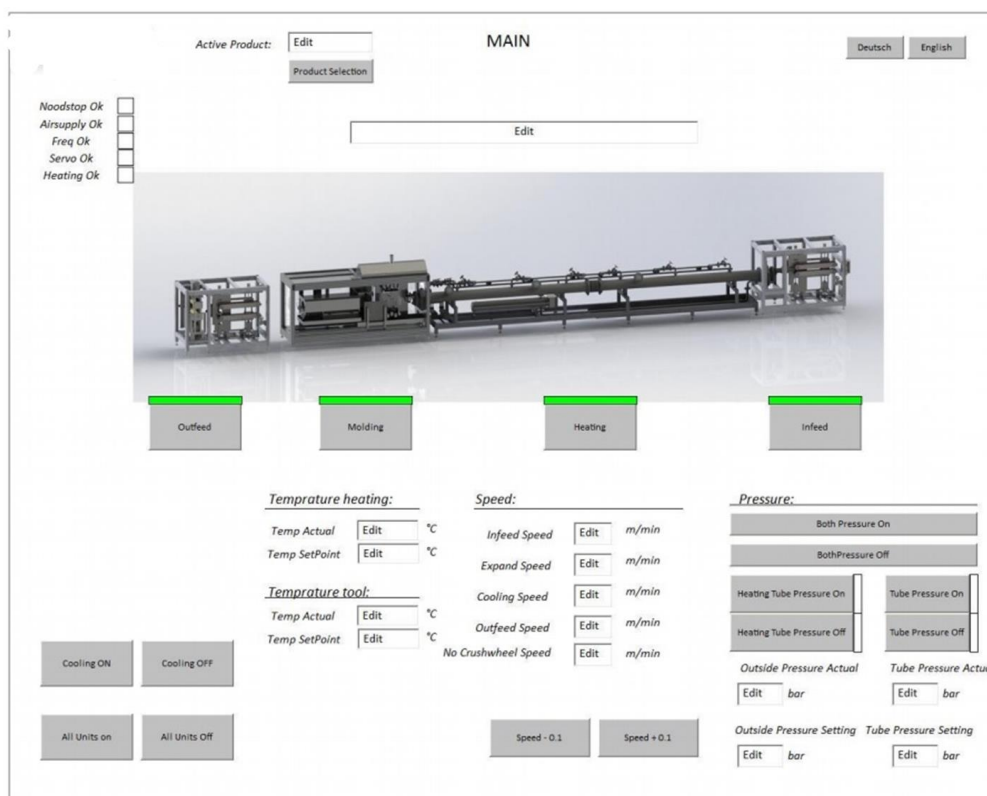 MAIN
Active Product: Edit
Deutsch English
Product Selection
Noodstop Ok
Airsupply Ok
Freq Ok
Servo Ok
Heating Ok
Edit
Outfeed Molding Heating Infeed
Temprature heating:
Temp Actual Edit °C
Temp SetPoint Edit °C
Temprature tool:
Temp Actual Edit °C
Temp SetPoint Edit °C
Speed:
Infeed Speed Edit m/min
Expand Speed Edit m/min
Cooling Speed Edit m/min
Outfeed Speed Edit m/min
No Crushwheel Speed Edit m/min
Pressure:
Both Pressure On
BothPressure Off
Heating Tube Pressure On Tube Pressure On
Heating Tube Pressure Off Tube Pressure Off
Outside Pressure Actual Tube Pressure Actu
Edit bar Edit bar
Outside Pressure Setting Tube Pressure Setting
Edit bar Edit bar
Cooling ON Cooling OFF
All Units on All Units Off
Speed - 0.1 Speed + 0.1